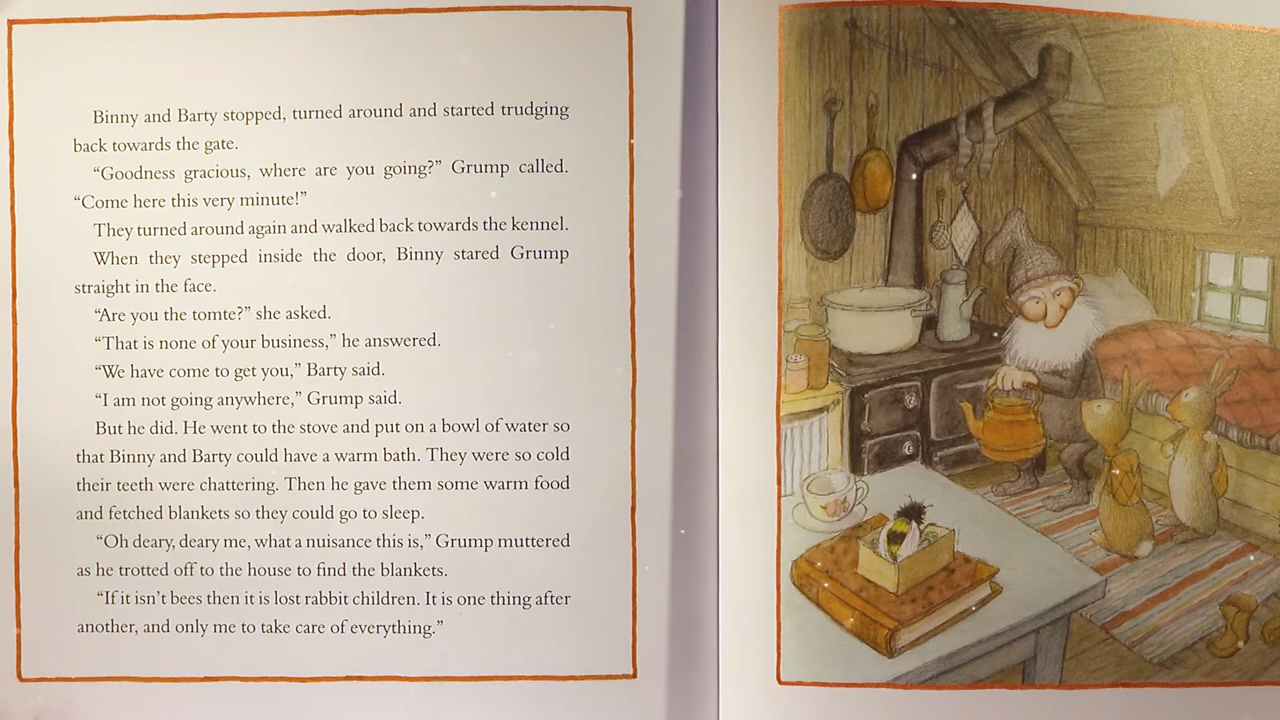 Binny and Barty stopped, turned around and started trudging
back towards the gate.
“Goodness gracious, where are you going?” Grump called.
“Come here this very minute!”
They turned around again and walked back towards the kennel.
When they stepped inside the door, Binny stared Grump
straight in the face.
“Are you the tomte?” she asked.
“That is none of your business,” he answered.
“We have come to get you,” Barty said.
“I am not going anywhere,” Grump said.
But he did. He went to the stove and put on a bowl of water so
that Binny and Barty could have a warm bath. They were so cold
their teeth were chattering. Then he gave them some warm food
and fetched blankets so they could go to sleep.
“Oh deary, deary me, what a nuisance this is,” Grump muttered
as he trotted off to the house to find the blankets.
“If it isn’t bees then it is lost rabbit children. It is one thing after
another, and only me to take care of everything.”